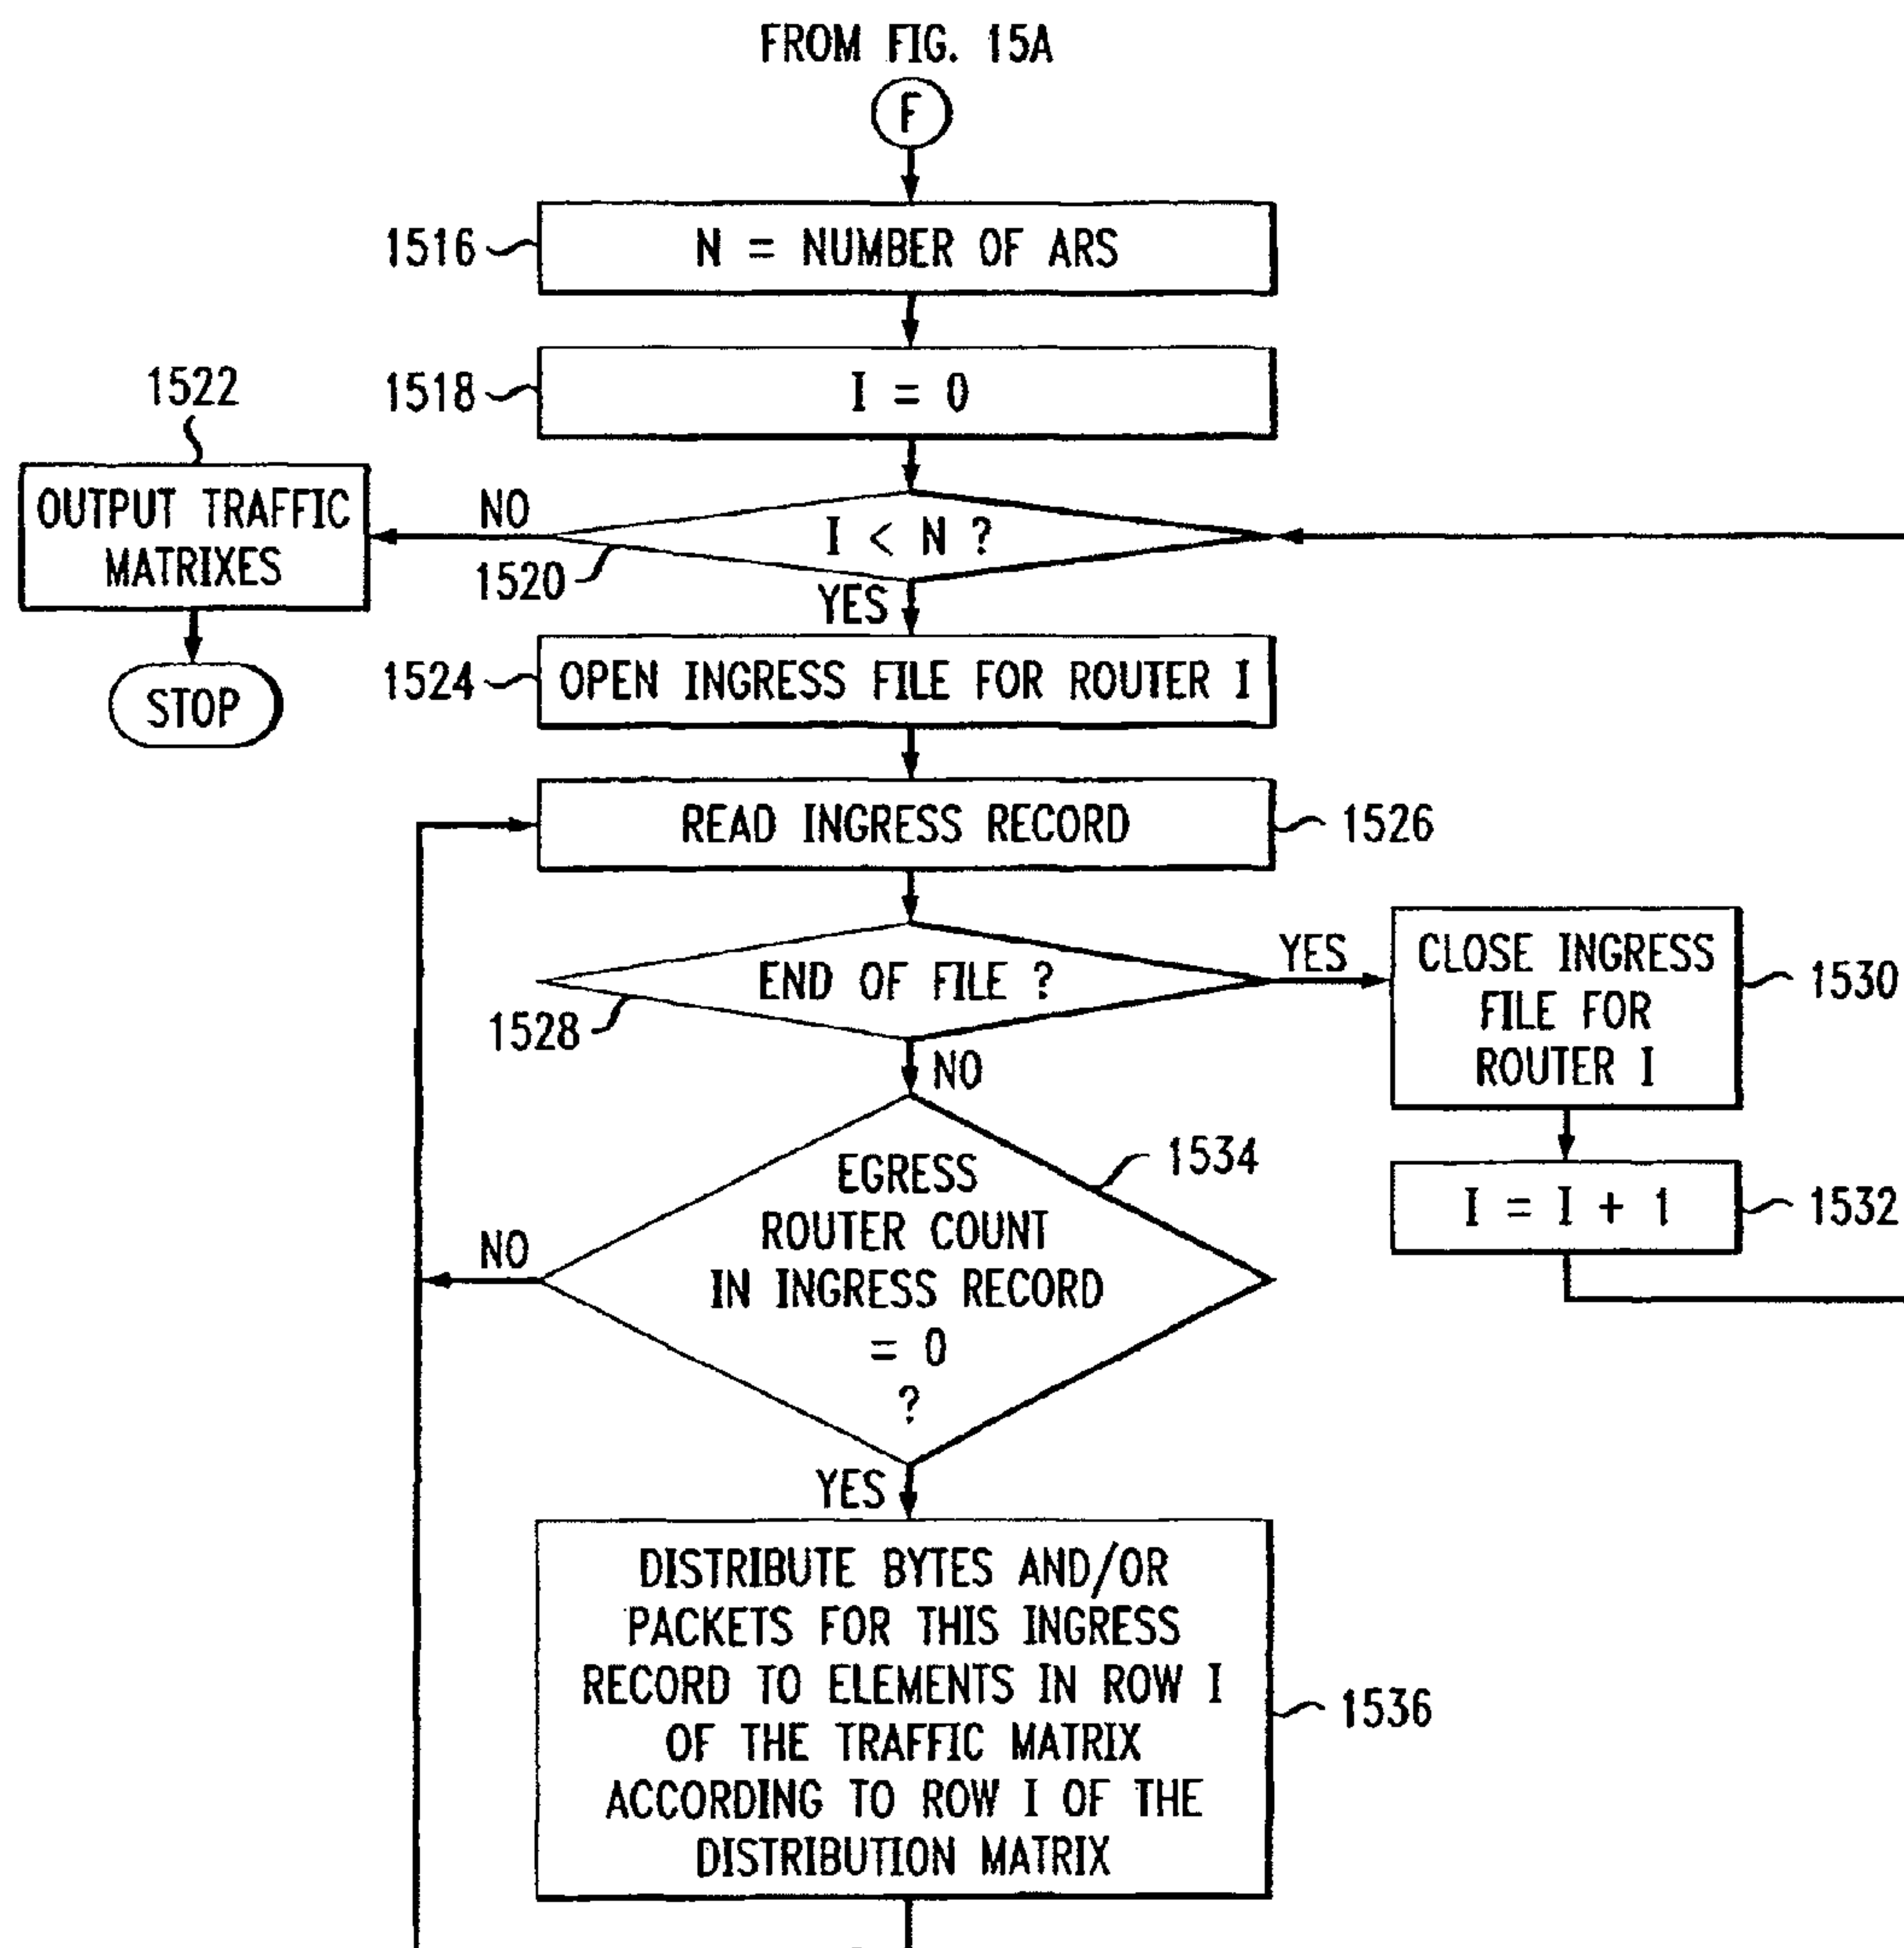 FROM FIG. 15A
F
1516
N = NUMBER OF ARS
1518
I = 0
1522
OUTPUT TRAFFIC
MATRIXES
STOP
NO
I < N ?
1520
YES
1524
OPEN INGRESS FILE FOR ROUTER I
READ INGRESS RECORD
1526
END OF FILE ?
1528
YES
CLOSE INGRESS
FILE FOR
ROUTER I
1530
I = I + 1
1532
NO
EGRESS
ROUTER COUNT
IN INGRESS RECORD
= 0
?
1534
NO
YES
DISTRIBUTE BYTES AND/OR
PACKETS FOR THIS INGRESS
RECORD TO ELEMENTS IN ROW I
OF THE TRAFFIC MATRIX
ACCORDING TO ROW I OF THE
DISTRIBUTION MATRIX
1536